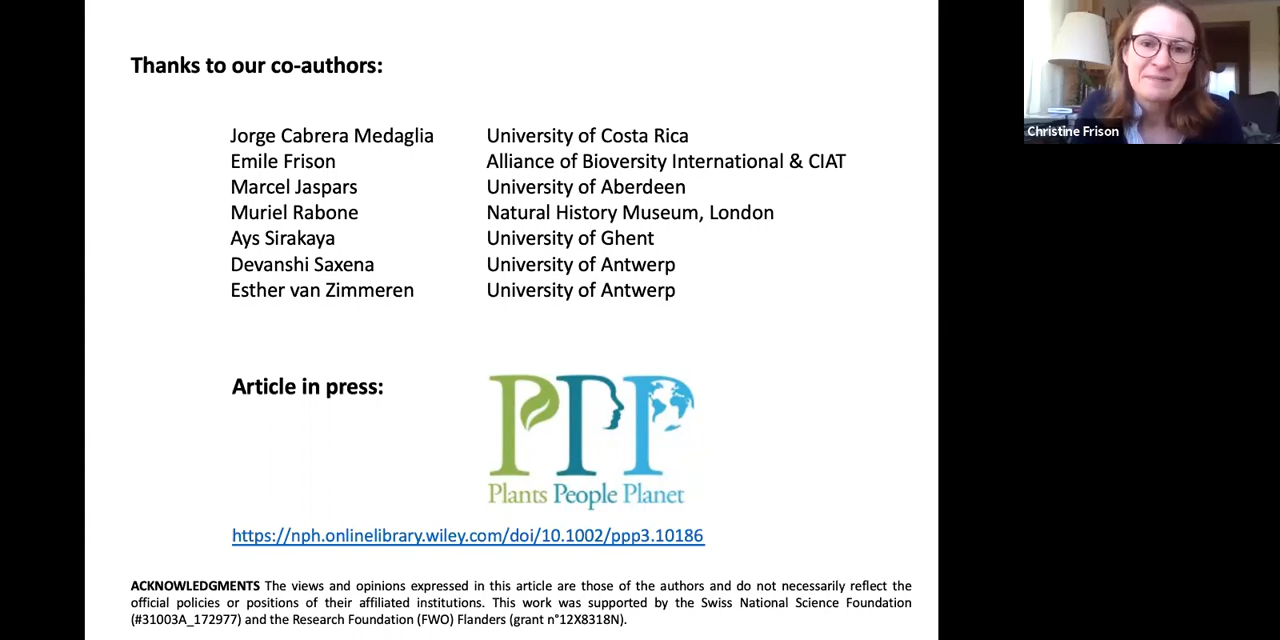 Thanks to our co-authors:
Jorge Cabrera Medaglia University of Costa Rica
Emile Frison Alliance of Bioversity International & CIAT
Marcel Jaspars University of Aberdeen
Muriel Rabone Natural History Museum, London
Ays Sirakaya University of Ghent
Devanshi Saxena University of Antwerp
Esther van Zimmeren University of Antwerp
Article in press:
PPP
Plants People Planet
https://nph.onlinelibrary.wiley.com/doi/10.1002/ppp3.10186
ACKNOWLEDGMENTS The views and opinions expressed in this article are those of the authors and do not necessarily reflect the
official policies or positions of their affiliated institutions. This work was supported by the Swiss National Science Foundation
(#31003A_172977) and the Research Foundation (FWO) Flanders (grant n°12X8318N).
Christine Frison